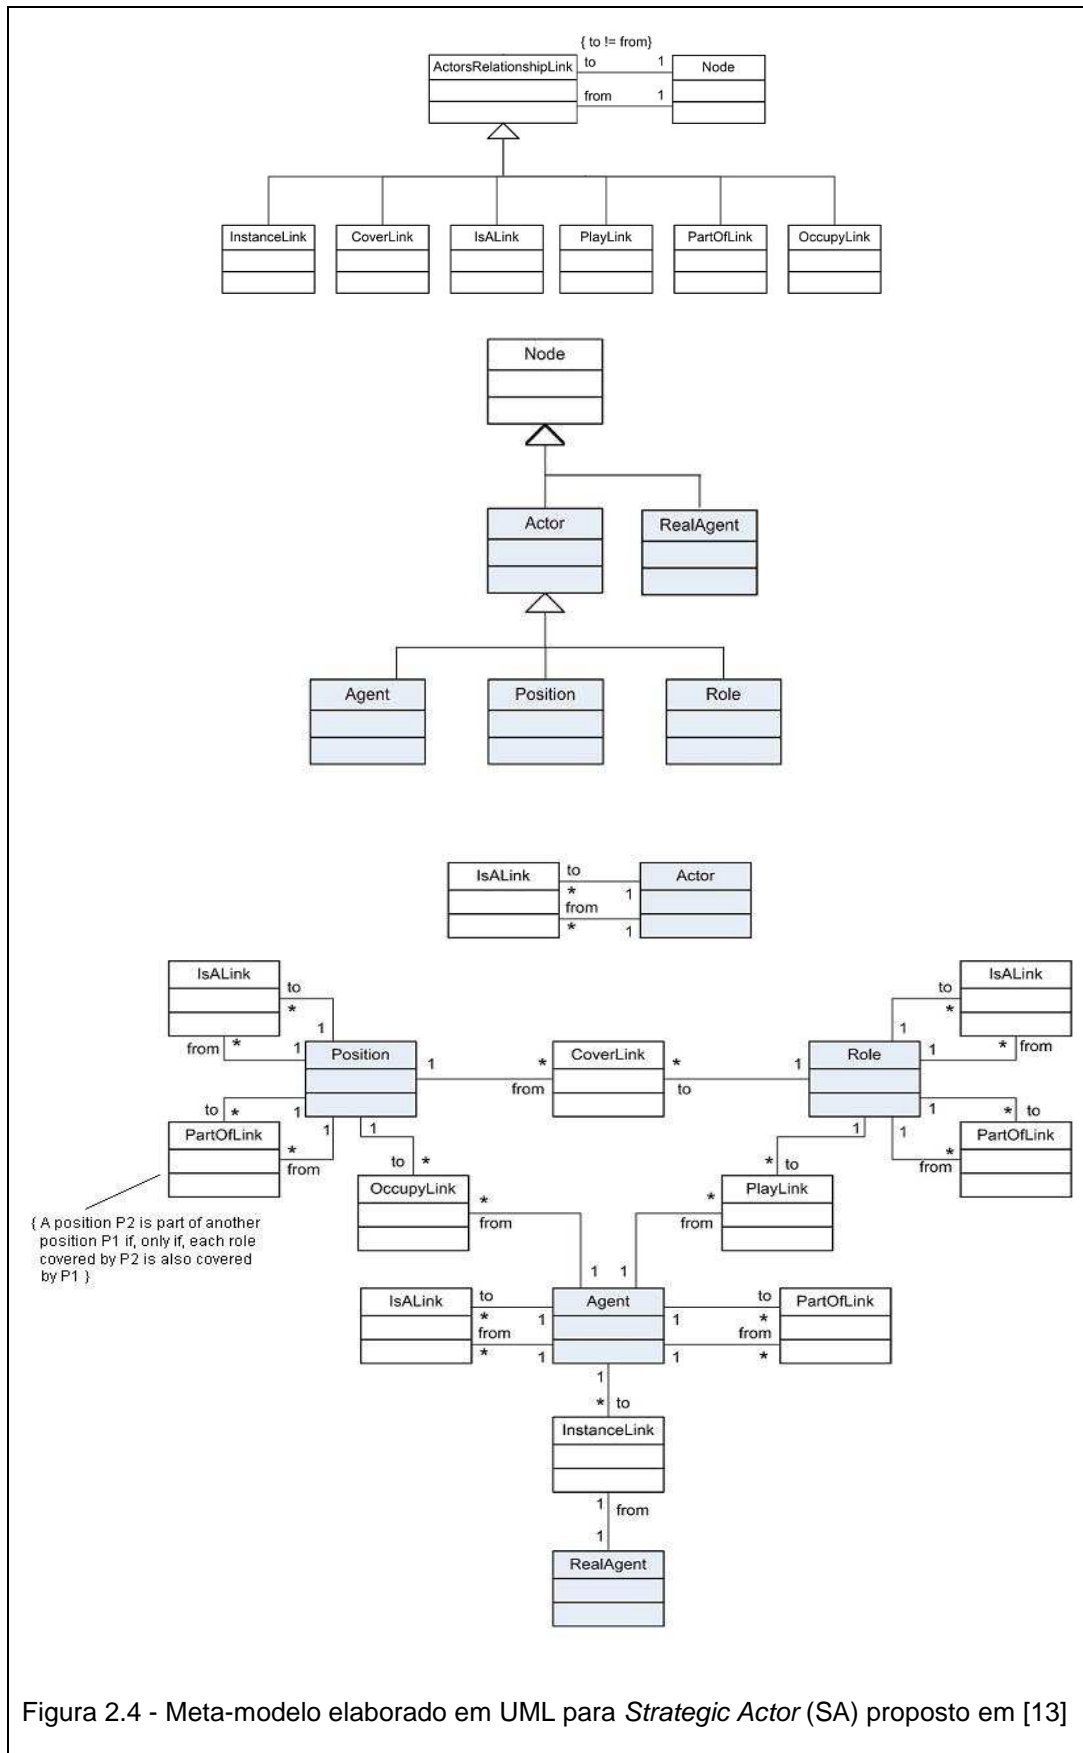 { to != from}
ActorsRelationshipLink
to
1
Node
from
1
InstanceLink
CoverLink
IsALink
PlayLink
PartOfLink
OccupyLink
Node
Actor
RealAgent
Agent
Position
Role
IsALink
to
*
1
Actor
from
*
1
IsALink
to
*
1
from
*
1
Position
1
*
CoverLink
*
1
from
to
Role
IsALink
to
*
1
1
*
from
to
*
1
PartOfLink
1
*
from
1
*
to
PartOfLink
1
*
from
1
to
*
OccupyLink
*
from
1
*
to
PlayLink
*
from
{ A position P2 is part of another
position P1 if, only if, each role
covered by P2 is also covered
by P1 }
1
1
IsALink
to
*
1
from
*
1
Agent
to
1
*
from
1
*
PartOfLink
1
*
to
InstanceLink
1
from
1
RealAgent
Figura 2.4 - Meta-modelo elaborado em UML para Strategic Actor (SA) proposto em [13]